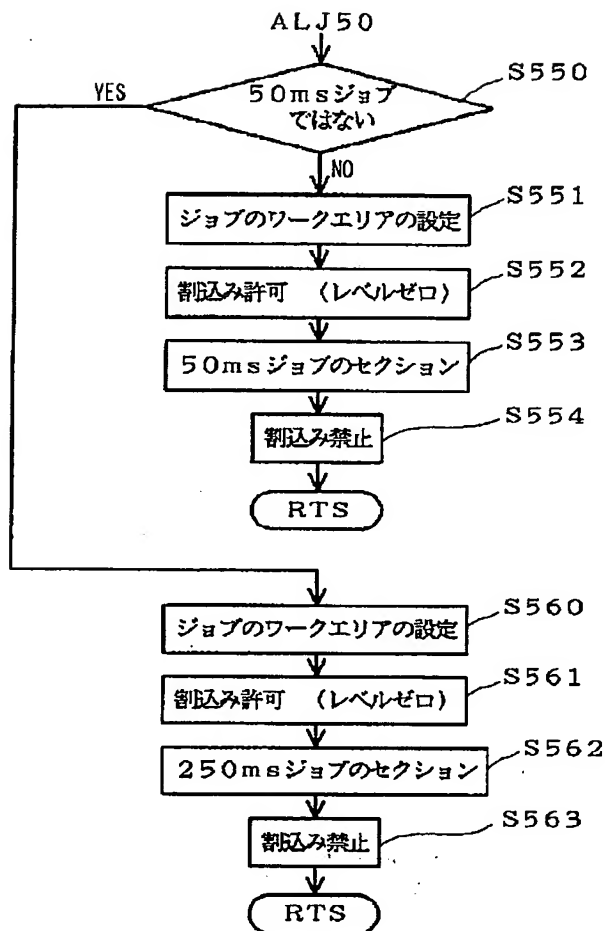 ALJ50
S550
YES
50msジョブ
ではない
NO
S551
ジョブのワークエリアの設定
S552
割込み許可 (レベルゼロ)
S553
50msジョブのセクション
S554
割込み禁止
RTS
S560
ジョブのワークエリアの設定
S561
割込み許可 (レベルゼロ)
S562
250msジョブのセクション
S563
割込み禁止
RTS